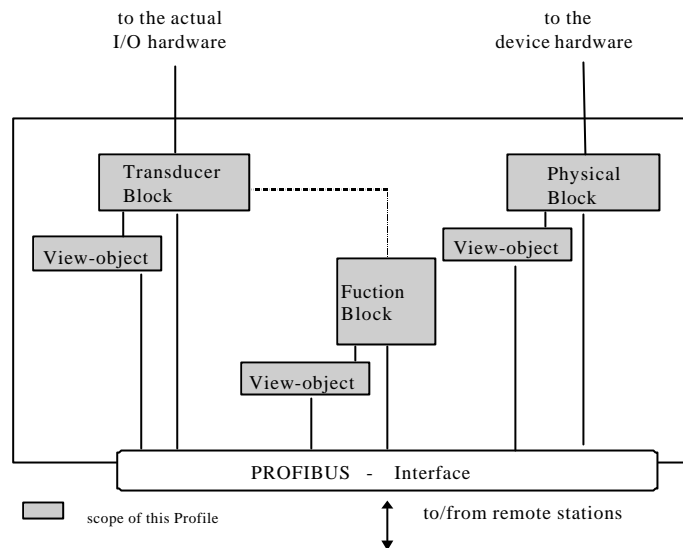 to the actual
I/O hardware
to the
device hardware
Transducer
Block
Physical
Block
View-object
View-object
Fuction
Block
View-object
PROFIBUS - Interface
scope of this Profile
to/from remote stations